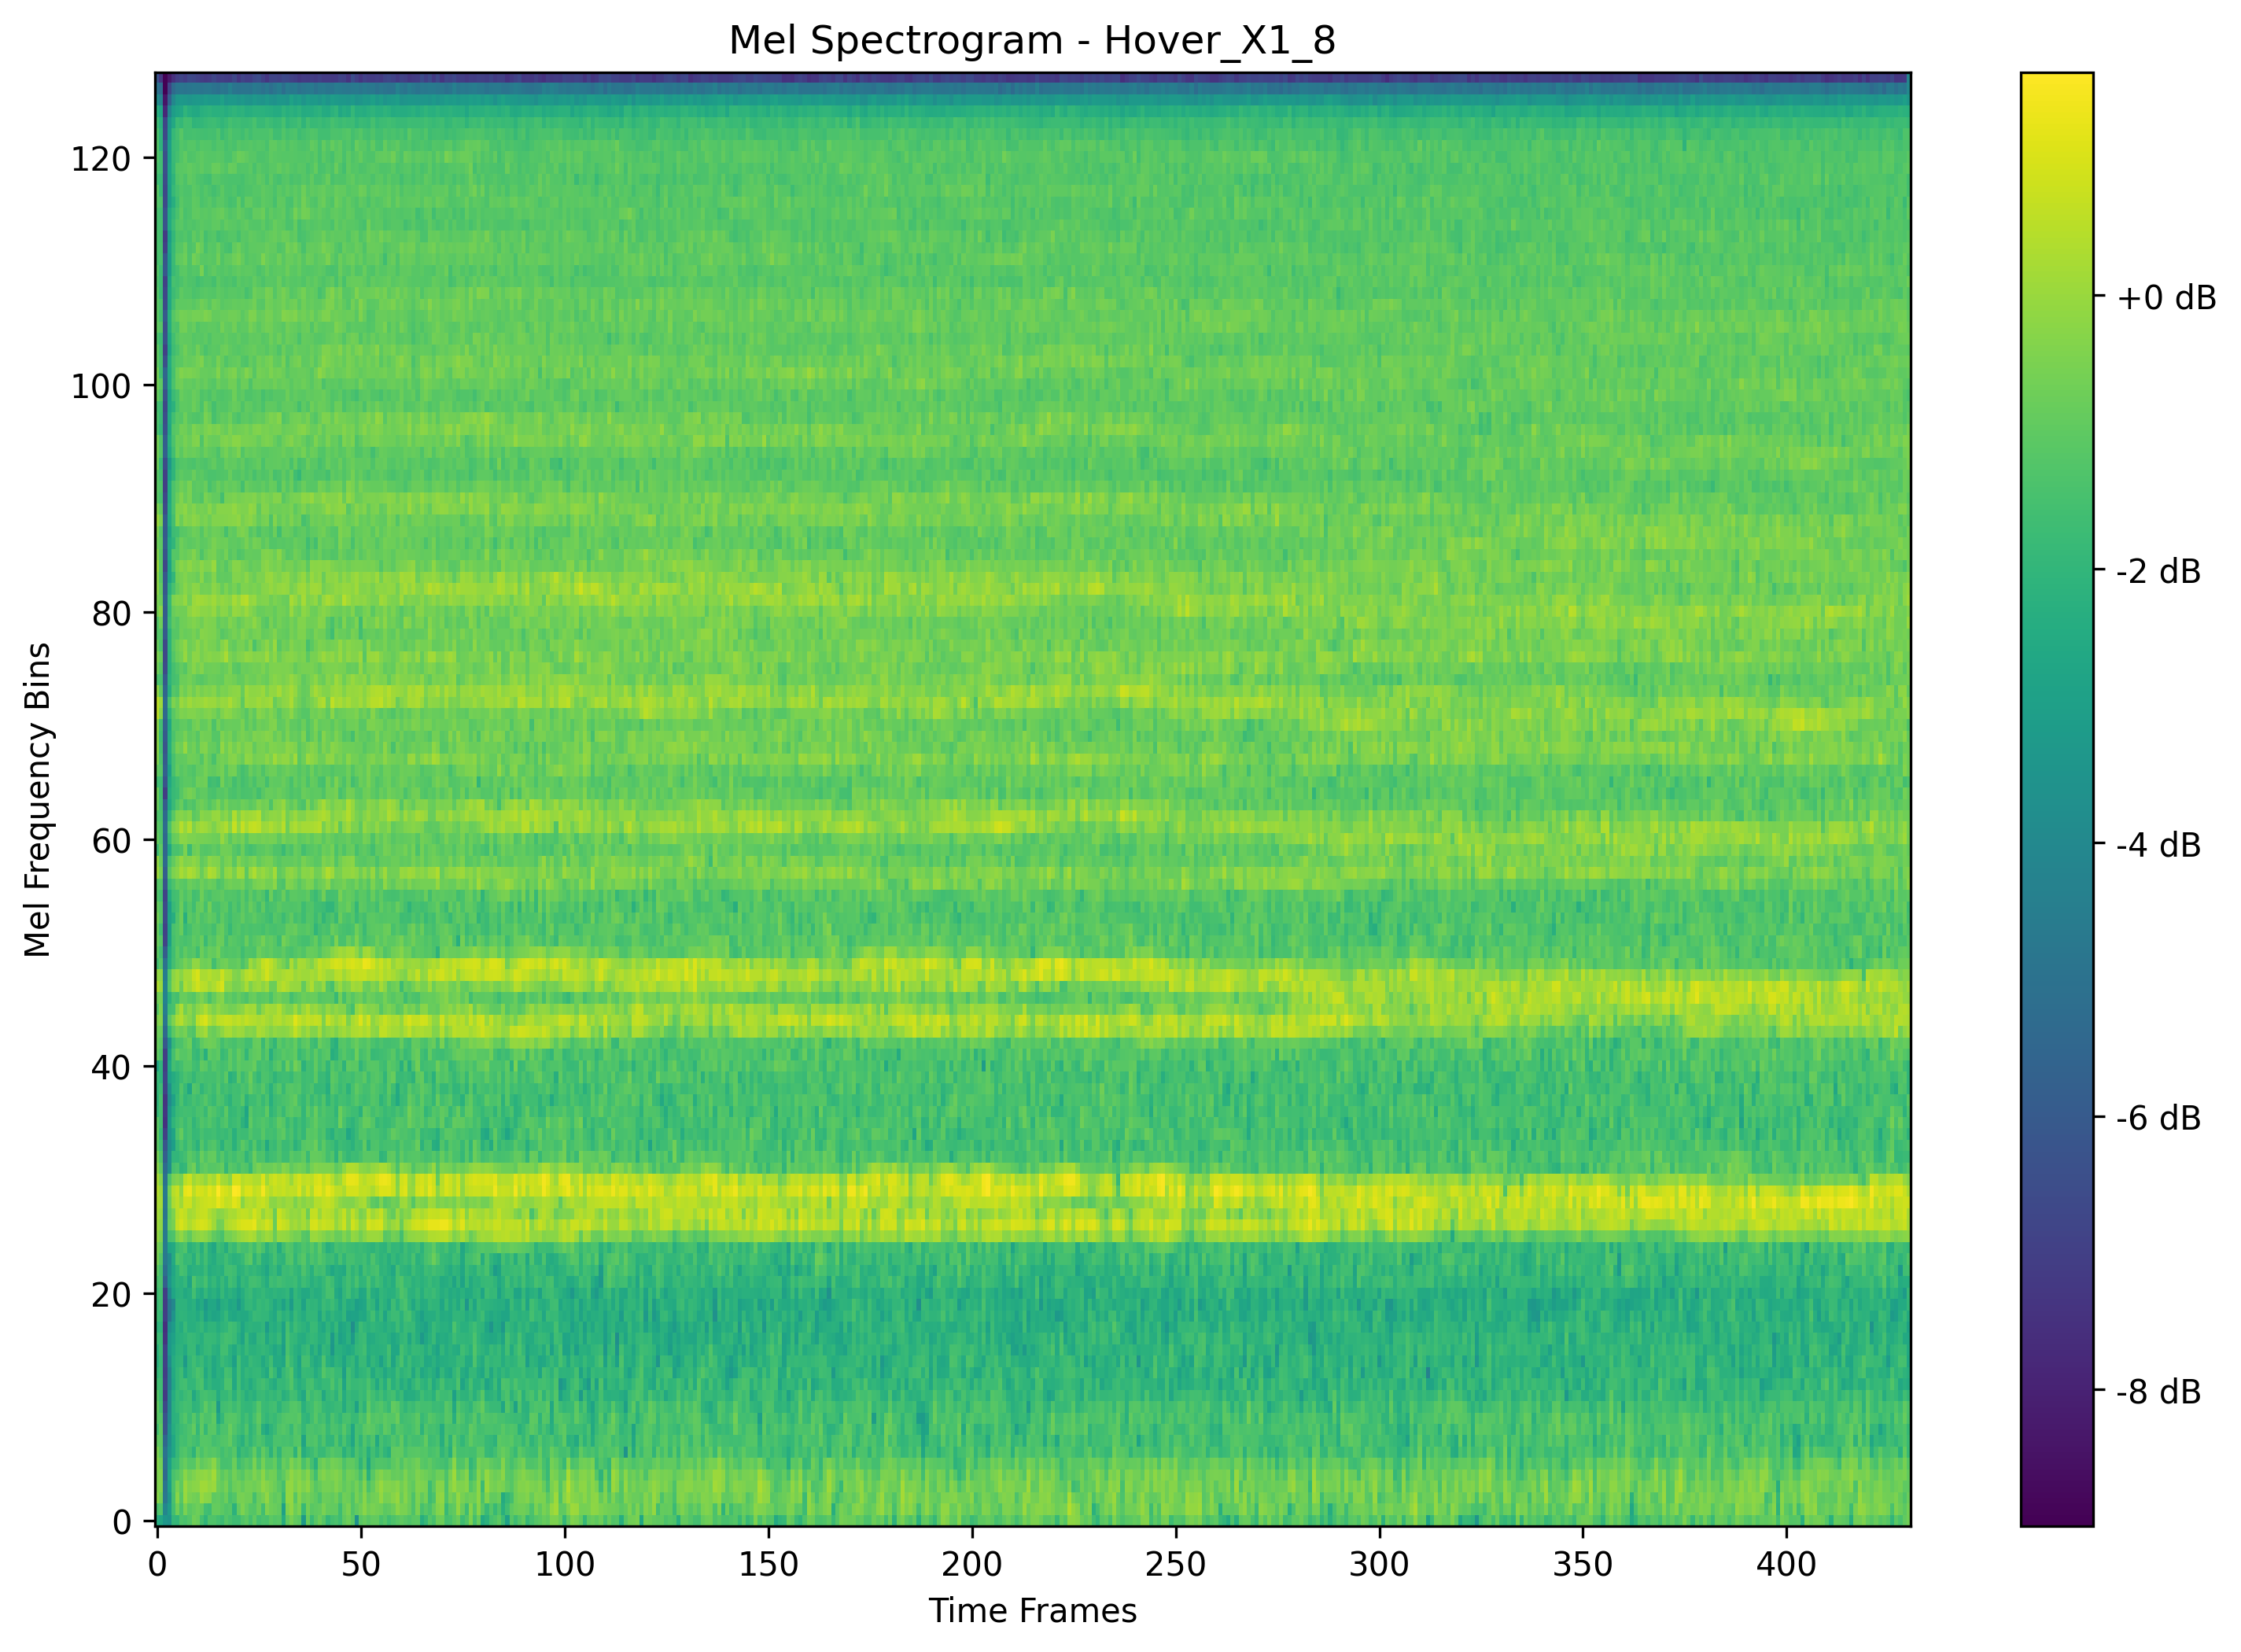 Mel Spectrogram - Hover_X1_8
Mel Frequency Bins
120
100
80
60
40
20
0
0 50 100 150 200 250 300 350 400
Time Frames
+0 dB
-2 dB
-4 dB
-6 dB
-8 dB